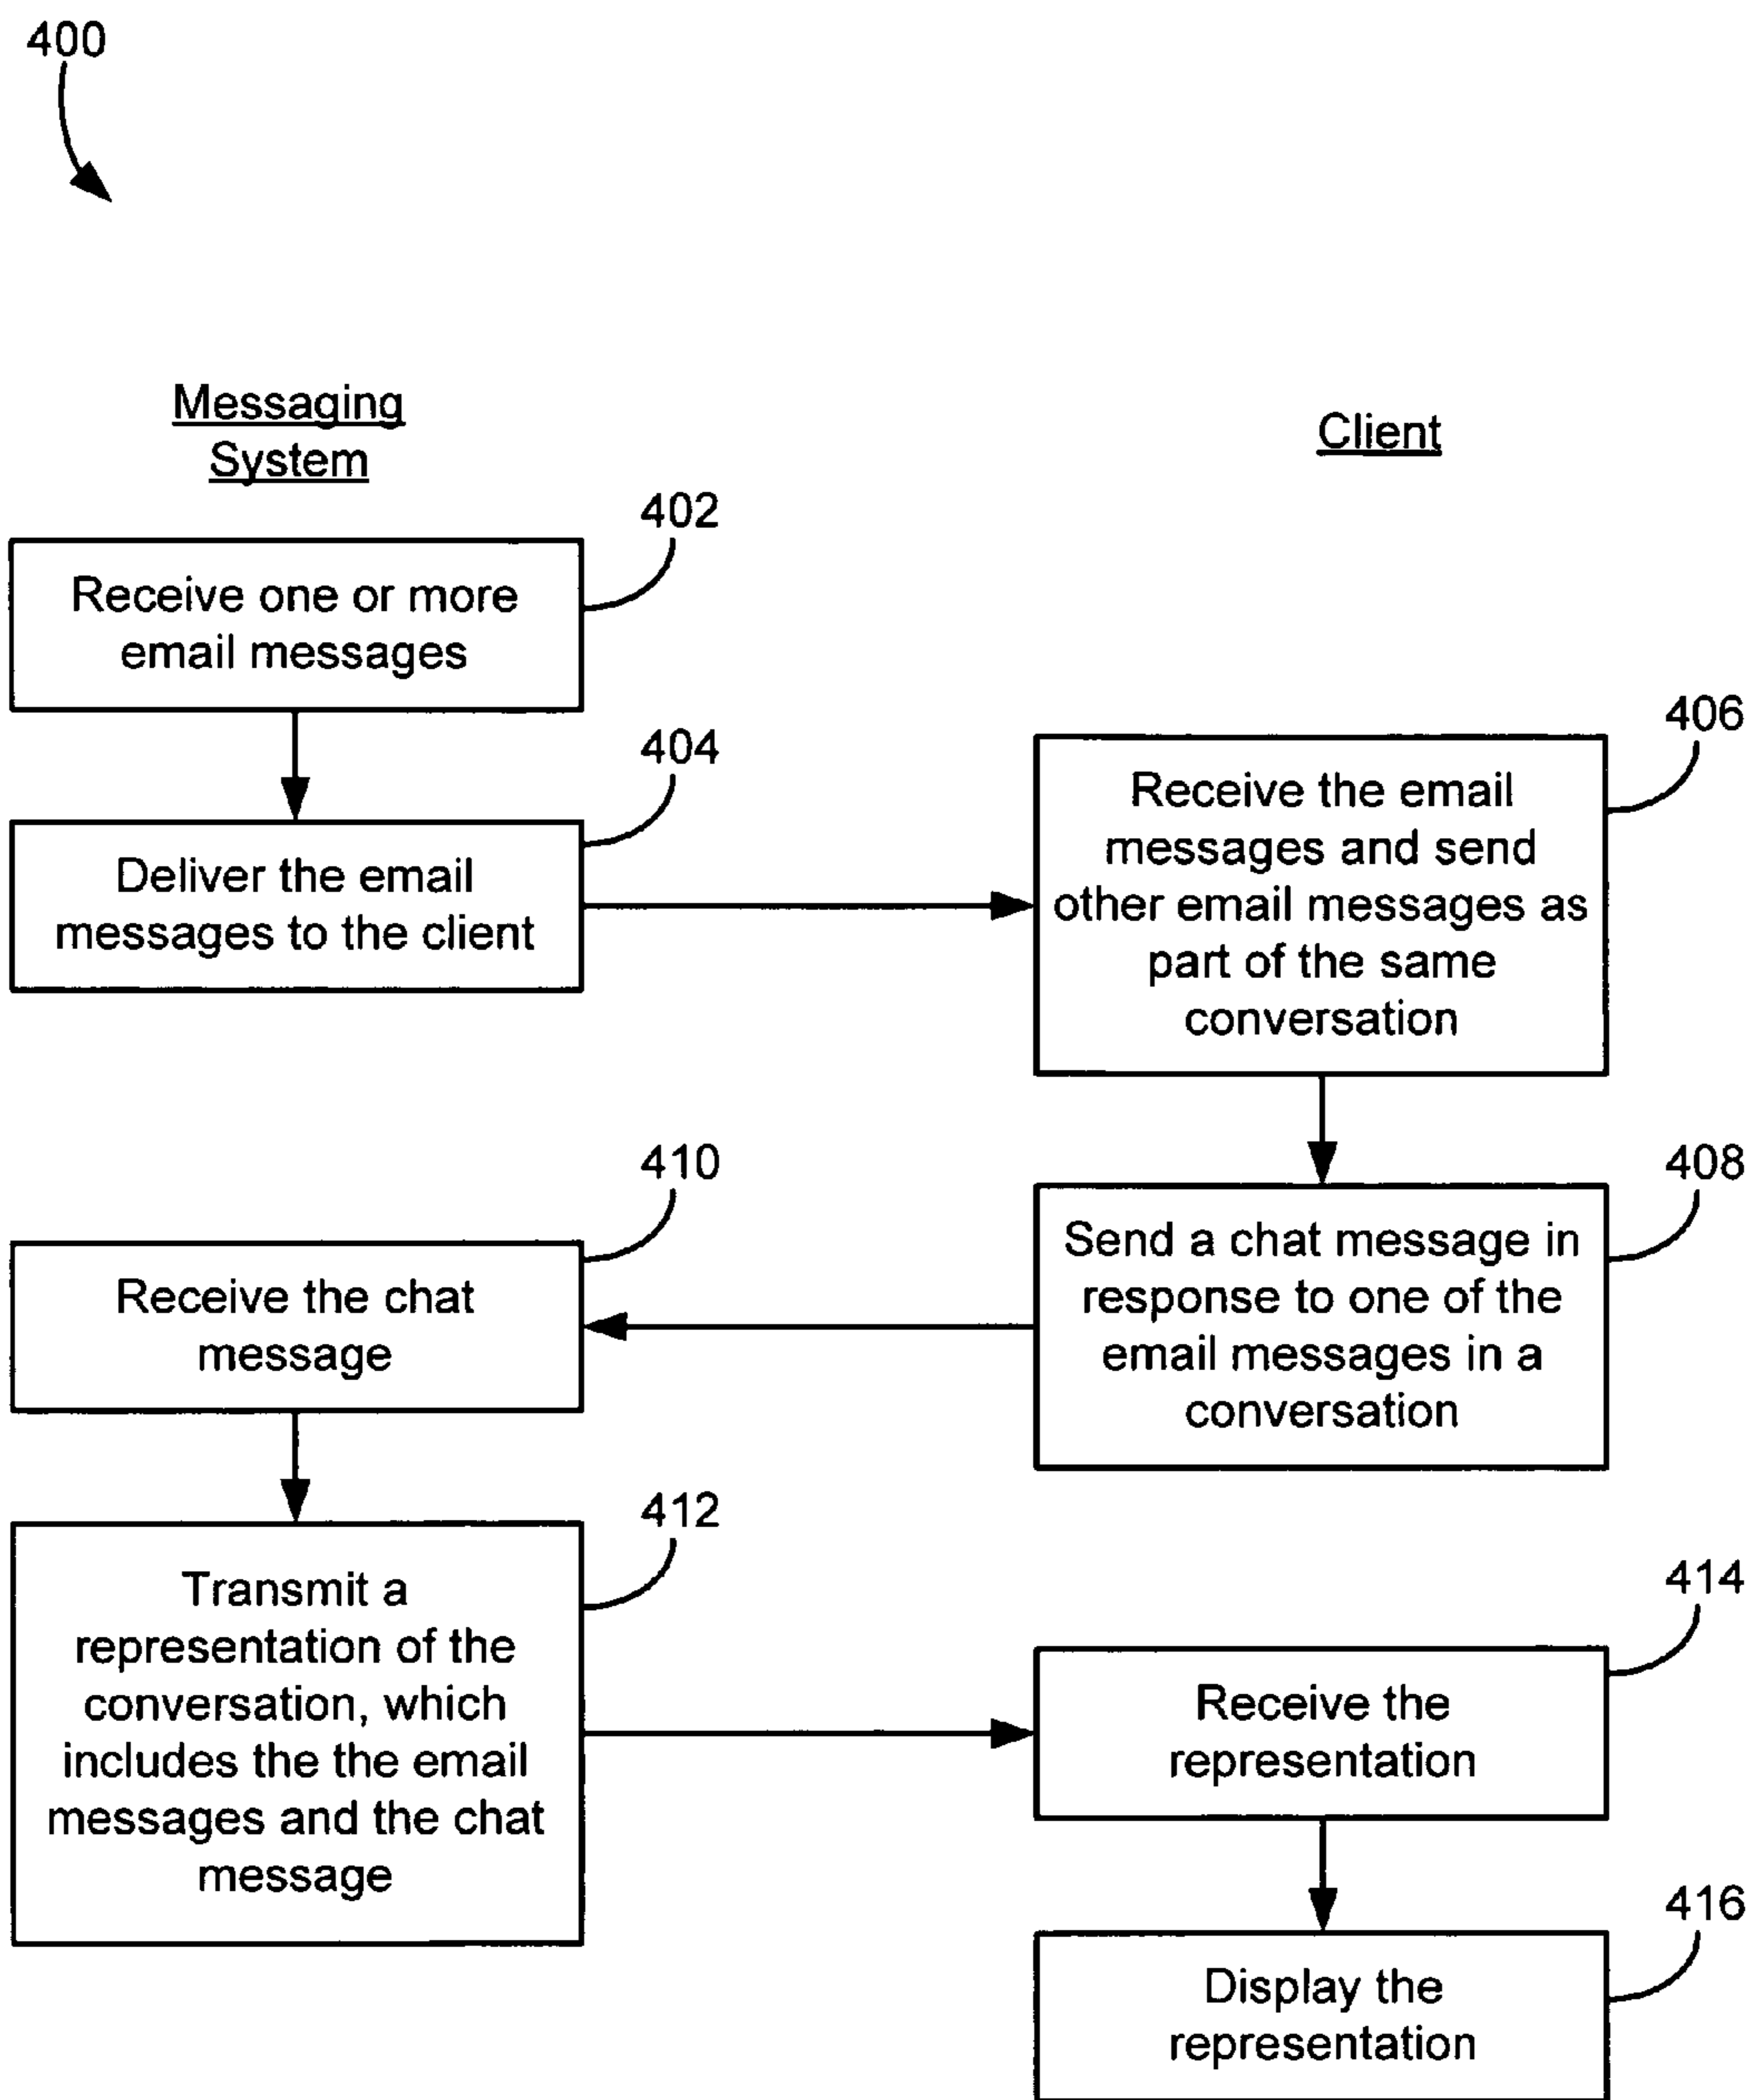 400
Messaging
System
Client
402
Receive one or more
email messages
404
Deliver the email
messages to the client
406
Receive the email
messages and send
other email messages as
part of the same
conversation
408
Send a chat message in
response to one of the
email messages in a
conversation
410
Receive the chat
message
412
Transmit a
representation of the
conversation, which
includes the the email
messages and the chat
message
414
Receive the
representation
416
Display the
representation